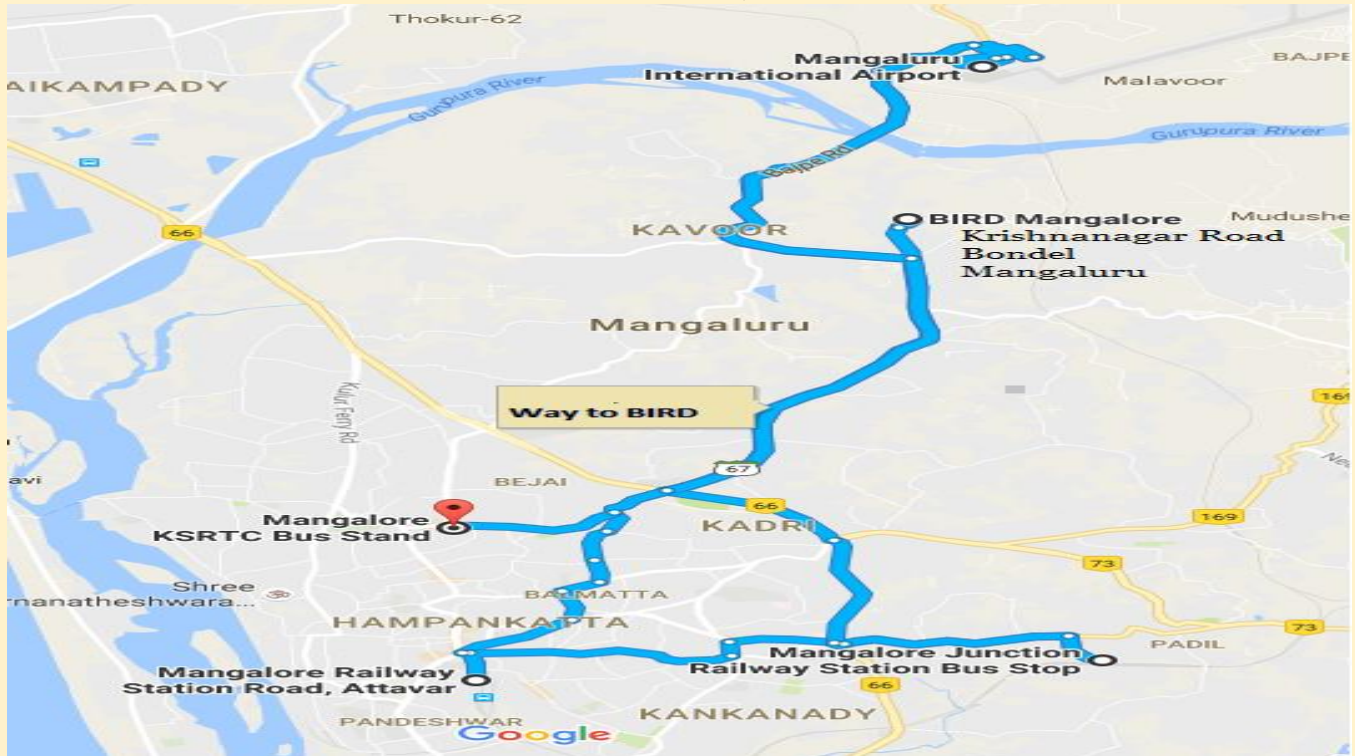 Thokur-62
Mangaluru
International Airport
BAJPE
AIKAMPADY
Malavoor
Gurupura River
Gurupura River
Bajpe Rd
BIRD Mangalore
Krishnanagar Road
Bondel
Mangaluru
Mudushe
KAVOOR
66
Mangaluru
Way to BIRD
Kulur Ferry Rd
169
67
BEJAI
66
avi
Mangalore
KSRTC Bus Stand
KADRI
169
73
Shree
rnanatheshwara...
BALMATTA
HAMPANKATTA
73
PADIL
Mangalore Junction
Railway Station Bus Stop
Mangalore Railway
Station Road, Attavar
66
PANDESHWAR
KANKANADY
Google